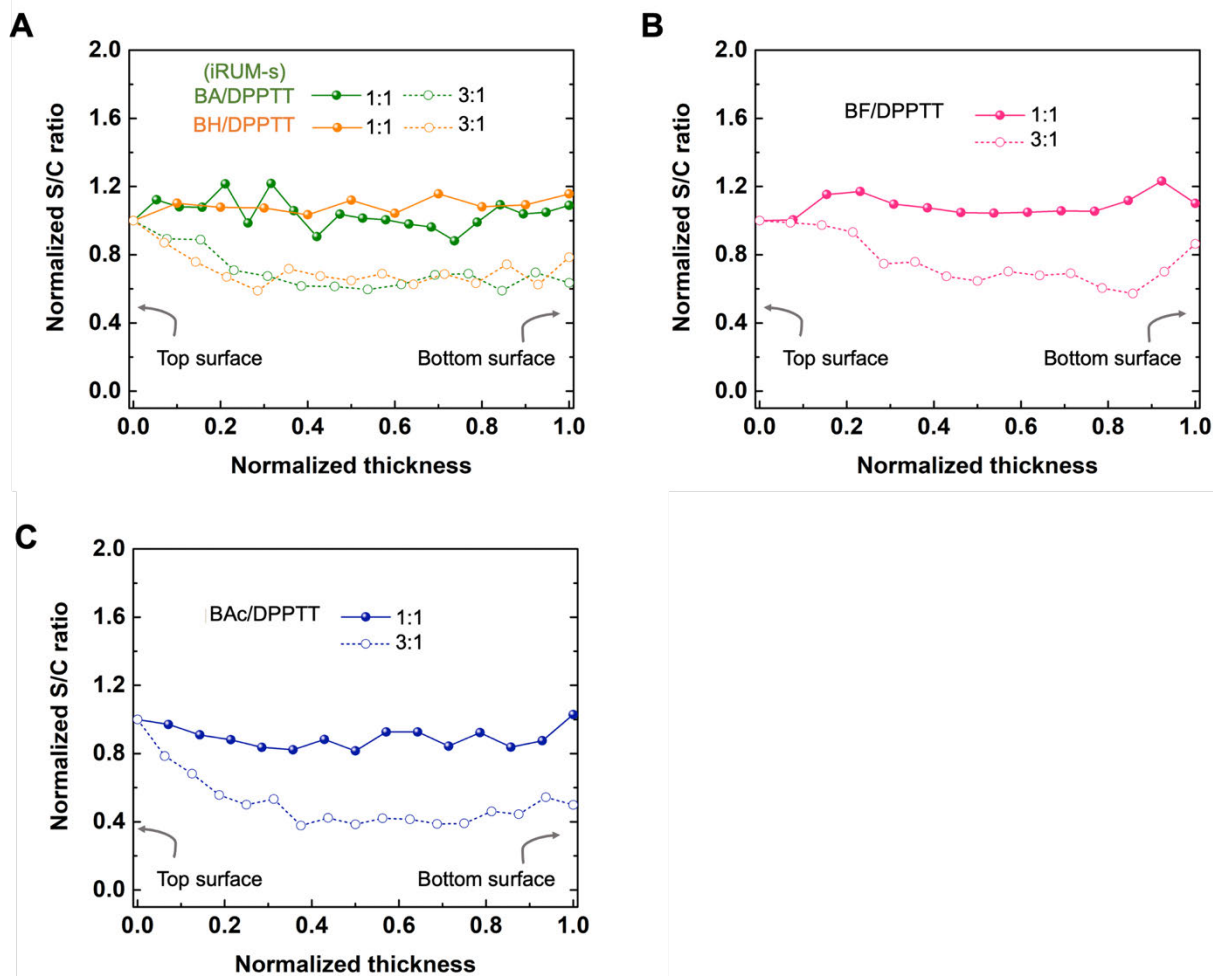 A
2.0
1.6
1.2
0.8
0.4
0.0
Normalized S/C ratio
(iRUM-s)
BA/DPPTT 1:1 3:1
BH/DPPTT 1:1 3:1
Top surface
Bottom surface
0.0 0.2 0.4 0.6 0.8 1.0
Normalized thickness
B
2.0
1.6
1.2
0.8
0.4
0.0
Normalized S/C ratio
BF/DPPTT 1:1
3:1
Top surface
Bottom surface
0.0 0.2 0.4 0.6 0.8 1.0
Normalized thickness
C
2.0
1.6
1.2
0.8
0.4
0.0
Normalized S/C ratio
BAc/DPPTT 1:1
3:1
Top surface
Bottom surface
0.0 0.2 0.4 0.6 0.8 1.0
Normalized thickness